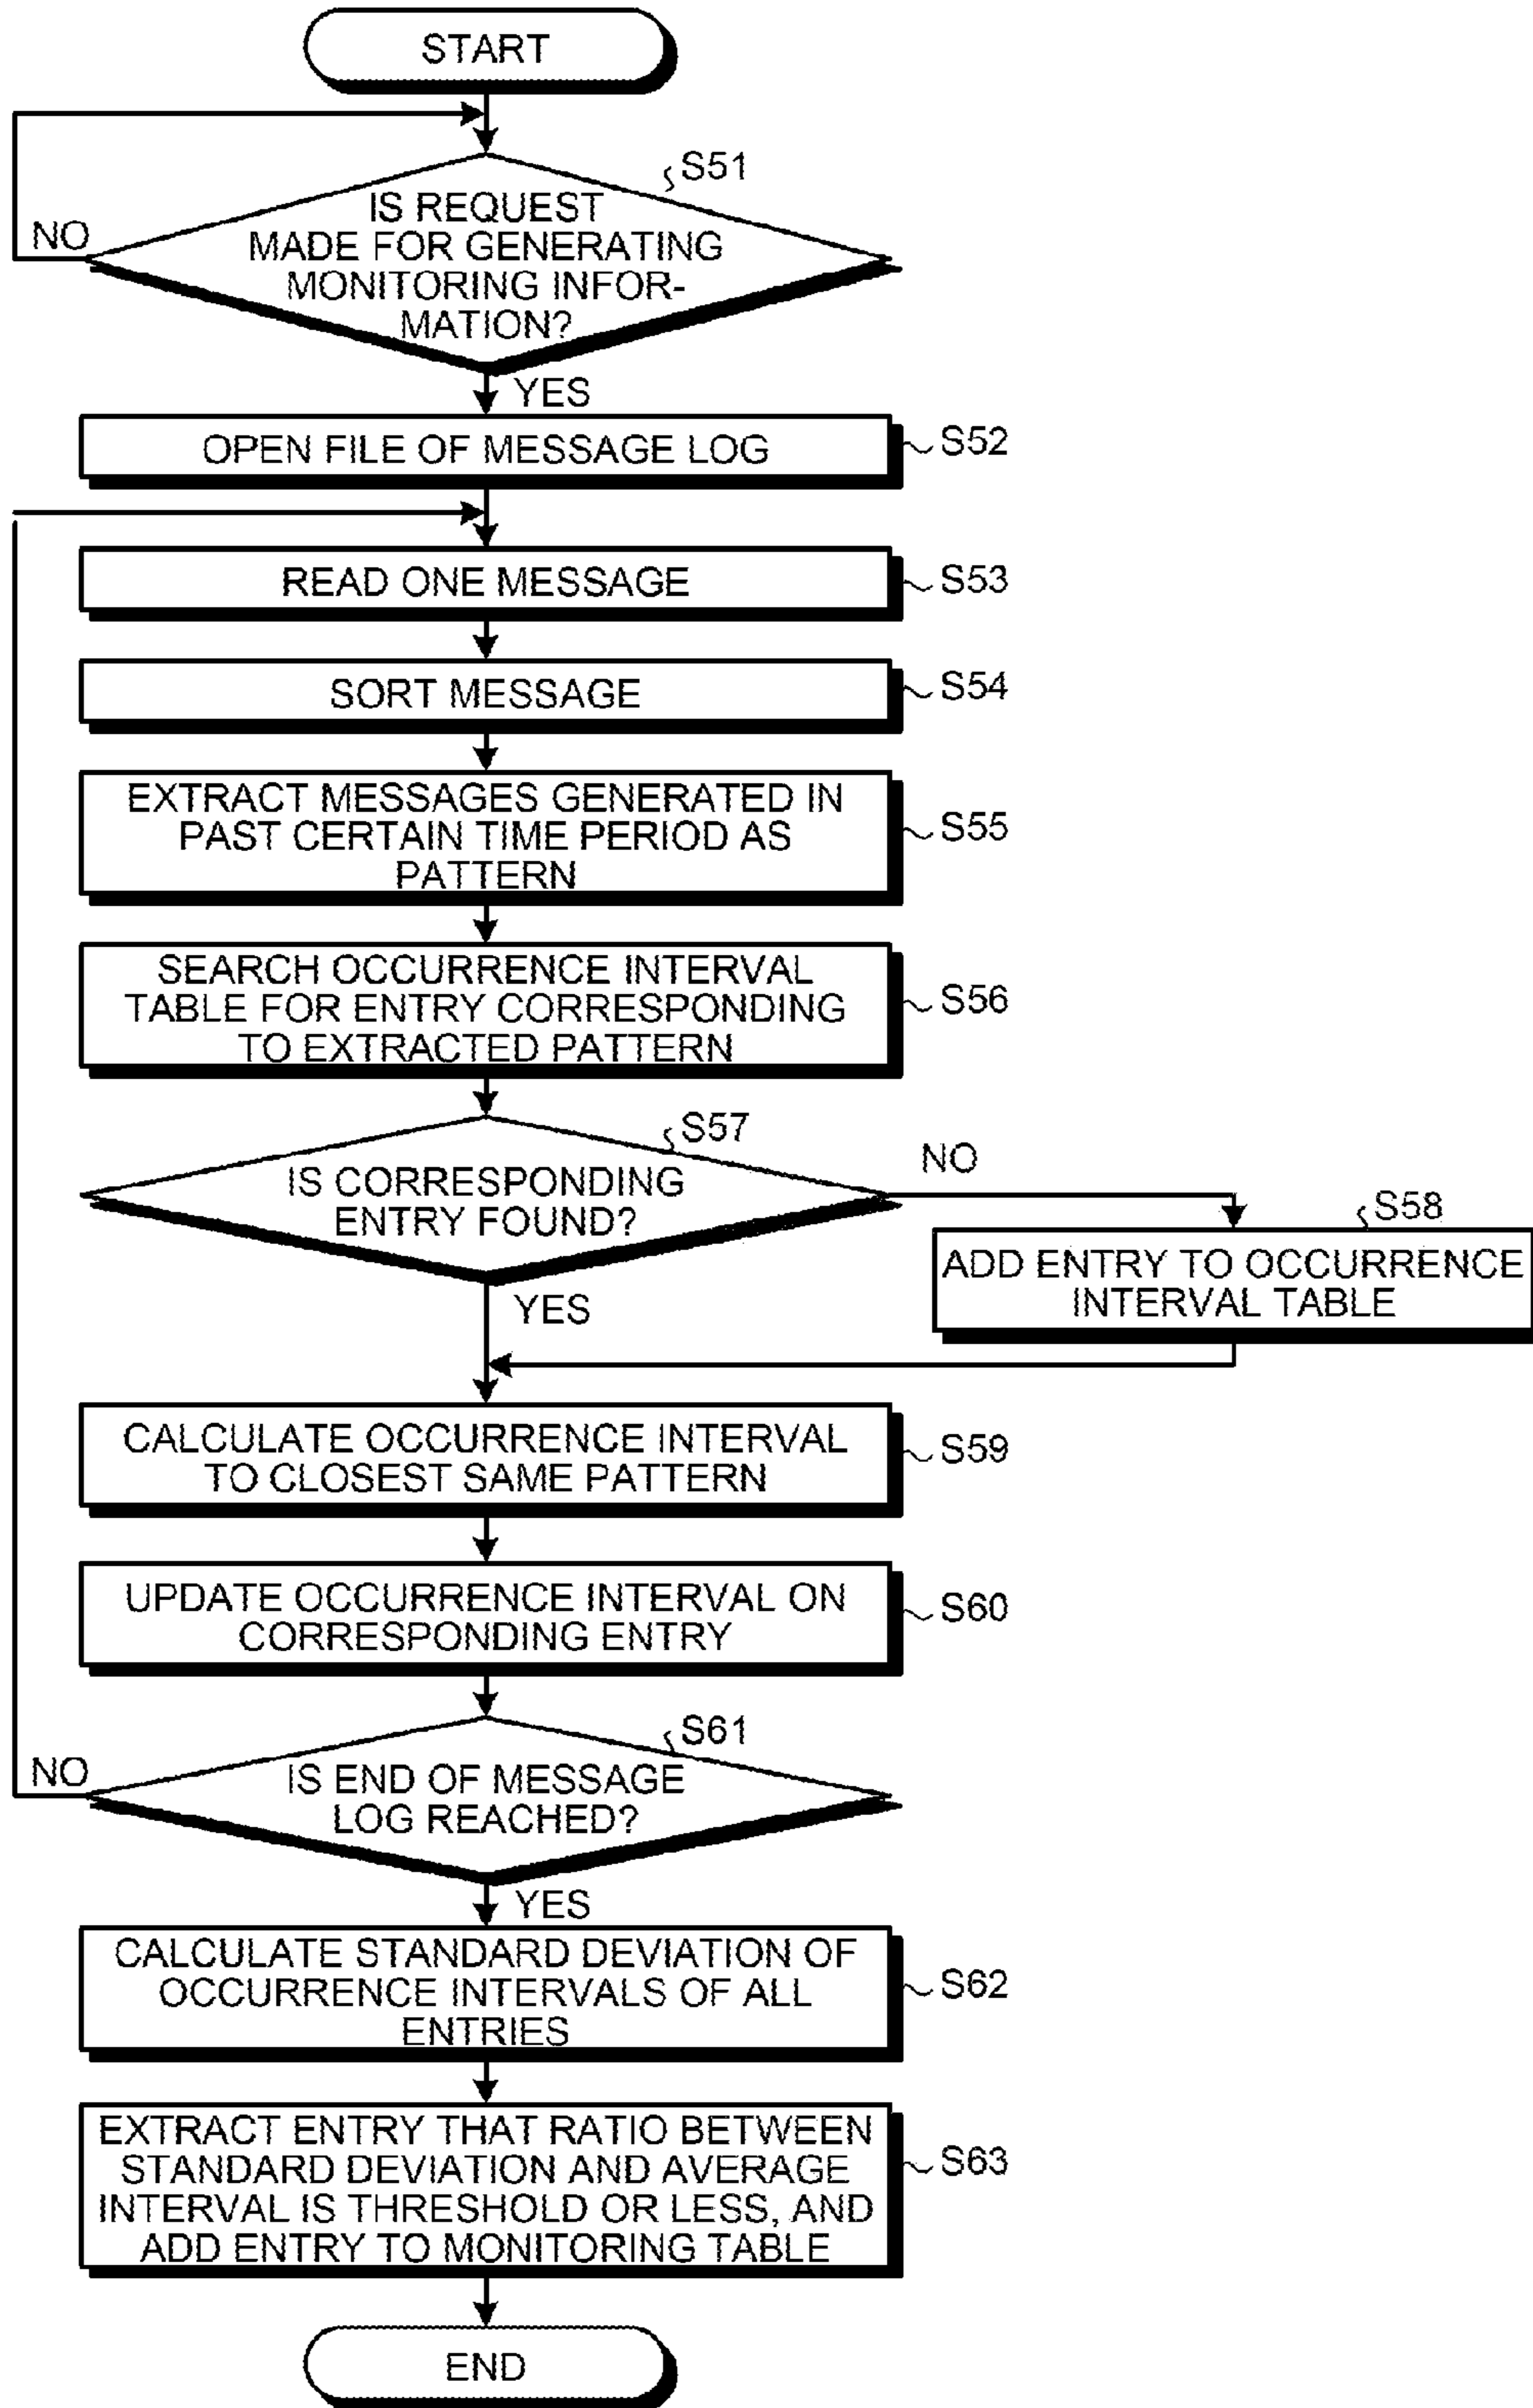 START
S51
IS REQUEST
MADE FOR GENERATING
MONITORING INFOR-
MATION?
NO
YES
OPEN FILE OF MESSAGE LOG
S52
READ ONE MESSAGE
S53
SORT MESSAGE
S54
EXTRACT MESSAGES GENERATED IN
PAST CERTAIN TIME PERIOD AS
PATTERN
S55
SEARCH OCCURRENCE INTERVAL
TABLE FOR ENTRY CORRESPONDING
TO EXTRACTED PATTERN
S56
S57
IS CORRESPONDING
ENTRY FOUND?
NO
YES
S58
ADD ENTRY TO OCCURRENCE
INTERVAL TABLE
CALCULATE OCCURRENCE INTERVAL
TO CLOSEST SAME PATTERN
S59
UPDATE OCCURRENCE INTERVAL ON
CORRESPONDING ENTRY
S60
S61
IS END OF MESSAGE
LOG REACHED?
NO
YES
CALCULATE STANDARD DEVIATION OF
OCCURRENCE INTERVALS OF ALL
ENTRIES
S62
EXTRACT ENTRY THAT RATIO BETWEEN
STANDARD DEVIATION AND AVERAGE
INTERVAL IS THRESHOLD OR LESS, AND
ADD ENTRY TO MONITORING TABLE
S63
END